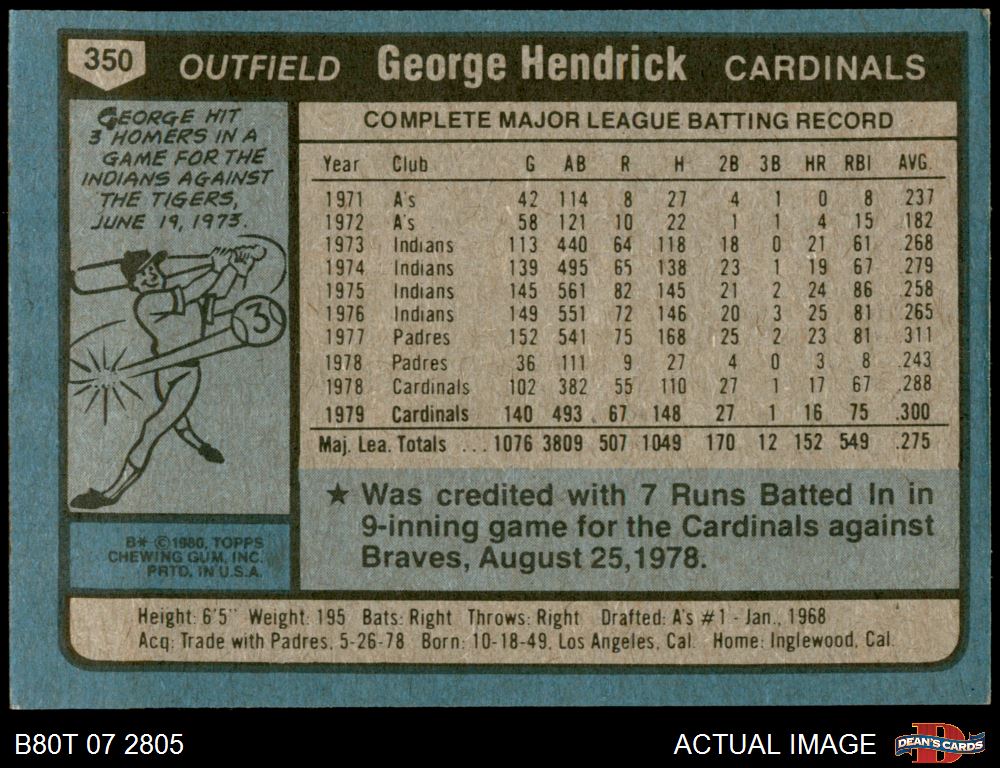 350 OUTFIELD George Hendrick CARDINALS
GEORGE HIT
3 HOMERS IN A
GAME FOR THE
INDIANS AGAINST
THE TIGERS,
JUNE 19, 1973.
3
B* ©1980, TOPPS
CHEWING GUM, INC.
PRTD. IN U.S.A.
COMPLETE MAJOR LEAGUE BATTING RECORD
Year Club G AB R H 2B 3B HR RBI AVG.
1971 A's 42 114 8 27 4 1 0 8 .237
1972 A's 58 121 10 22 1 1 4 15 .182
1973 Indians 113 440 64 118 18 0 21 61 .268
1974 Indians 139 495 65 138 23 1 19 67 .279
1975 Indians 145 561 82 145 21 2 24 86 .258
1976 Indians 149 551 72 146 20 3 25 81 .265
1977 Padres 152 541 75 168 25 2 23 81 .311
1978 Padres 36 111 9 27 4 0 3 8 .243
1978 Cardinals 102 382 55 110 27 1 17 67 .288
1979 Cardinals 140 493 67 148 27 1 16 75 .300
Maj. Lea. Totals ... 1076 3809 507 1049 170 12 152 549 .275
★ Was credited with 7 Runs Batted In in
9-inning game for the Cardinals against
Braves, August 25,1978.
Height: 6'5" Weight: 195 Bats: Right Throws: Right Drafted: A's #1 - Jan., 1968
Acq: Trade with Padres, 5-26-78 Born: 10-18-49, Los Angeles, Cal. Home: Inglewood, Cal.
B80T 07 2805 ACTUAL IMAGE D DEAN'S CARDS